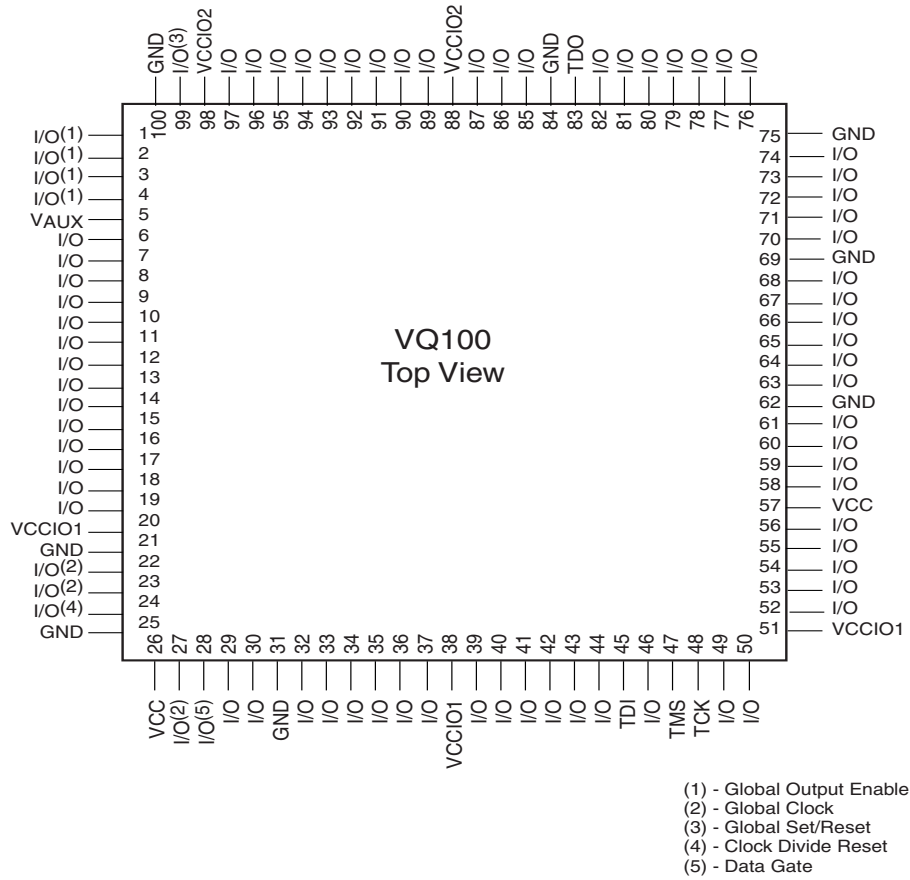 GND I/O(3) VCCIO2 I/O I/O I/O I/O I/O I/O I/O I/O I/O VCCIO2 I/O I/O I/O GND TDO I/O I/O I/O I/O I/O I/O I/O
100 99 98 97 96 95 94 93 92 91 90 89 88 87 86 85 84 83 82 81 80 79 78 77 76
I/O(1) 1
I/O(1) 2
I/O(1) 3
I/O(1) 4
VAUX 5
I/O 6
I/O 7
I/O 8
I/O 9
I/O 10
I/O 11
I/O 12
I/O 13
I/O 14
I/O 15
I/O 16
I/O 17
I/O 18
I/O 19
VCCIO1 20
GND 21
I/O(2) 22
I/O(2) 23
I/O(4) 24
GND 25
VQ100
Top View
75 GND
74 I/O
73 I/O
72 I/O
71 I/O
70 I/O
69 GND
68 I/O
67 I/O
66 I/O
65 I/O
64 I/O
63 I/O
62 GND
61 I/O
60 I/O
59 I/O
58 I/O
57 VCC
56 I/O
55 I/O
54 I/O
53 I/O
52 I/O
51 VCCIO1
26 27 28 29 30 31 32 33 34 35 36 37 38 39 40 41 42 43 44 45 46 47 48 49 50
VCC I/O(2) I/O(5) I/O I/O GND I/O I/O I/O I/O I/O I/O VCCIO1 I/O I/O I/O I/O I/O I/O TDI I/O TMS TCK I/O I/O
(1) - Global Output Enable
(2) - Global Clock
(3) - Global Set/Reset
(4) - Clock Divide Reset
(5) - Data Gate